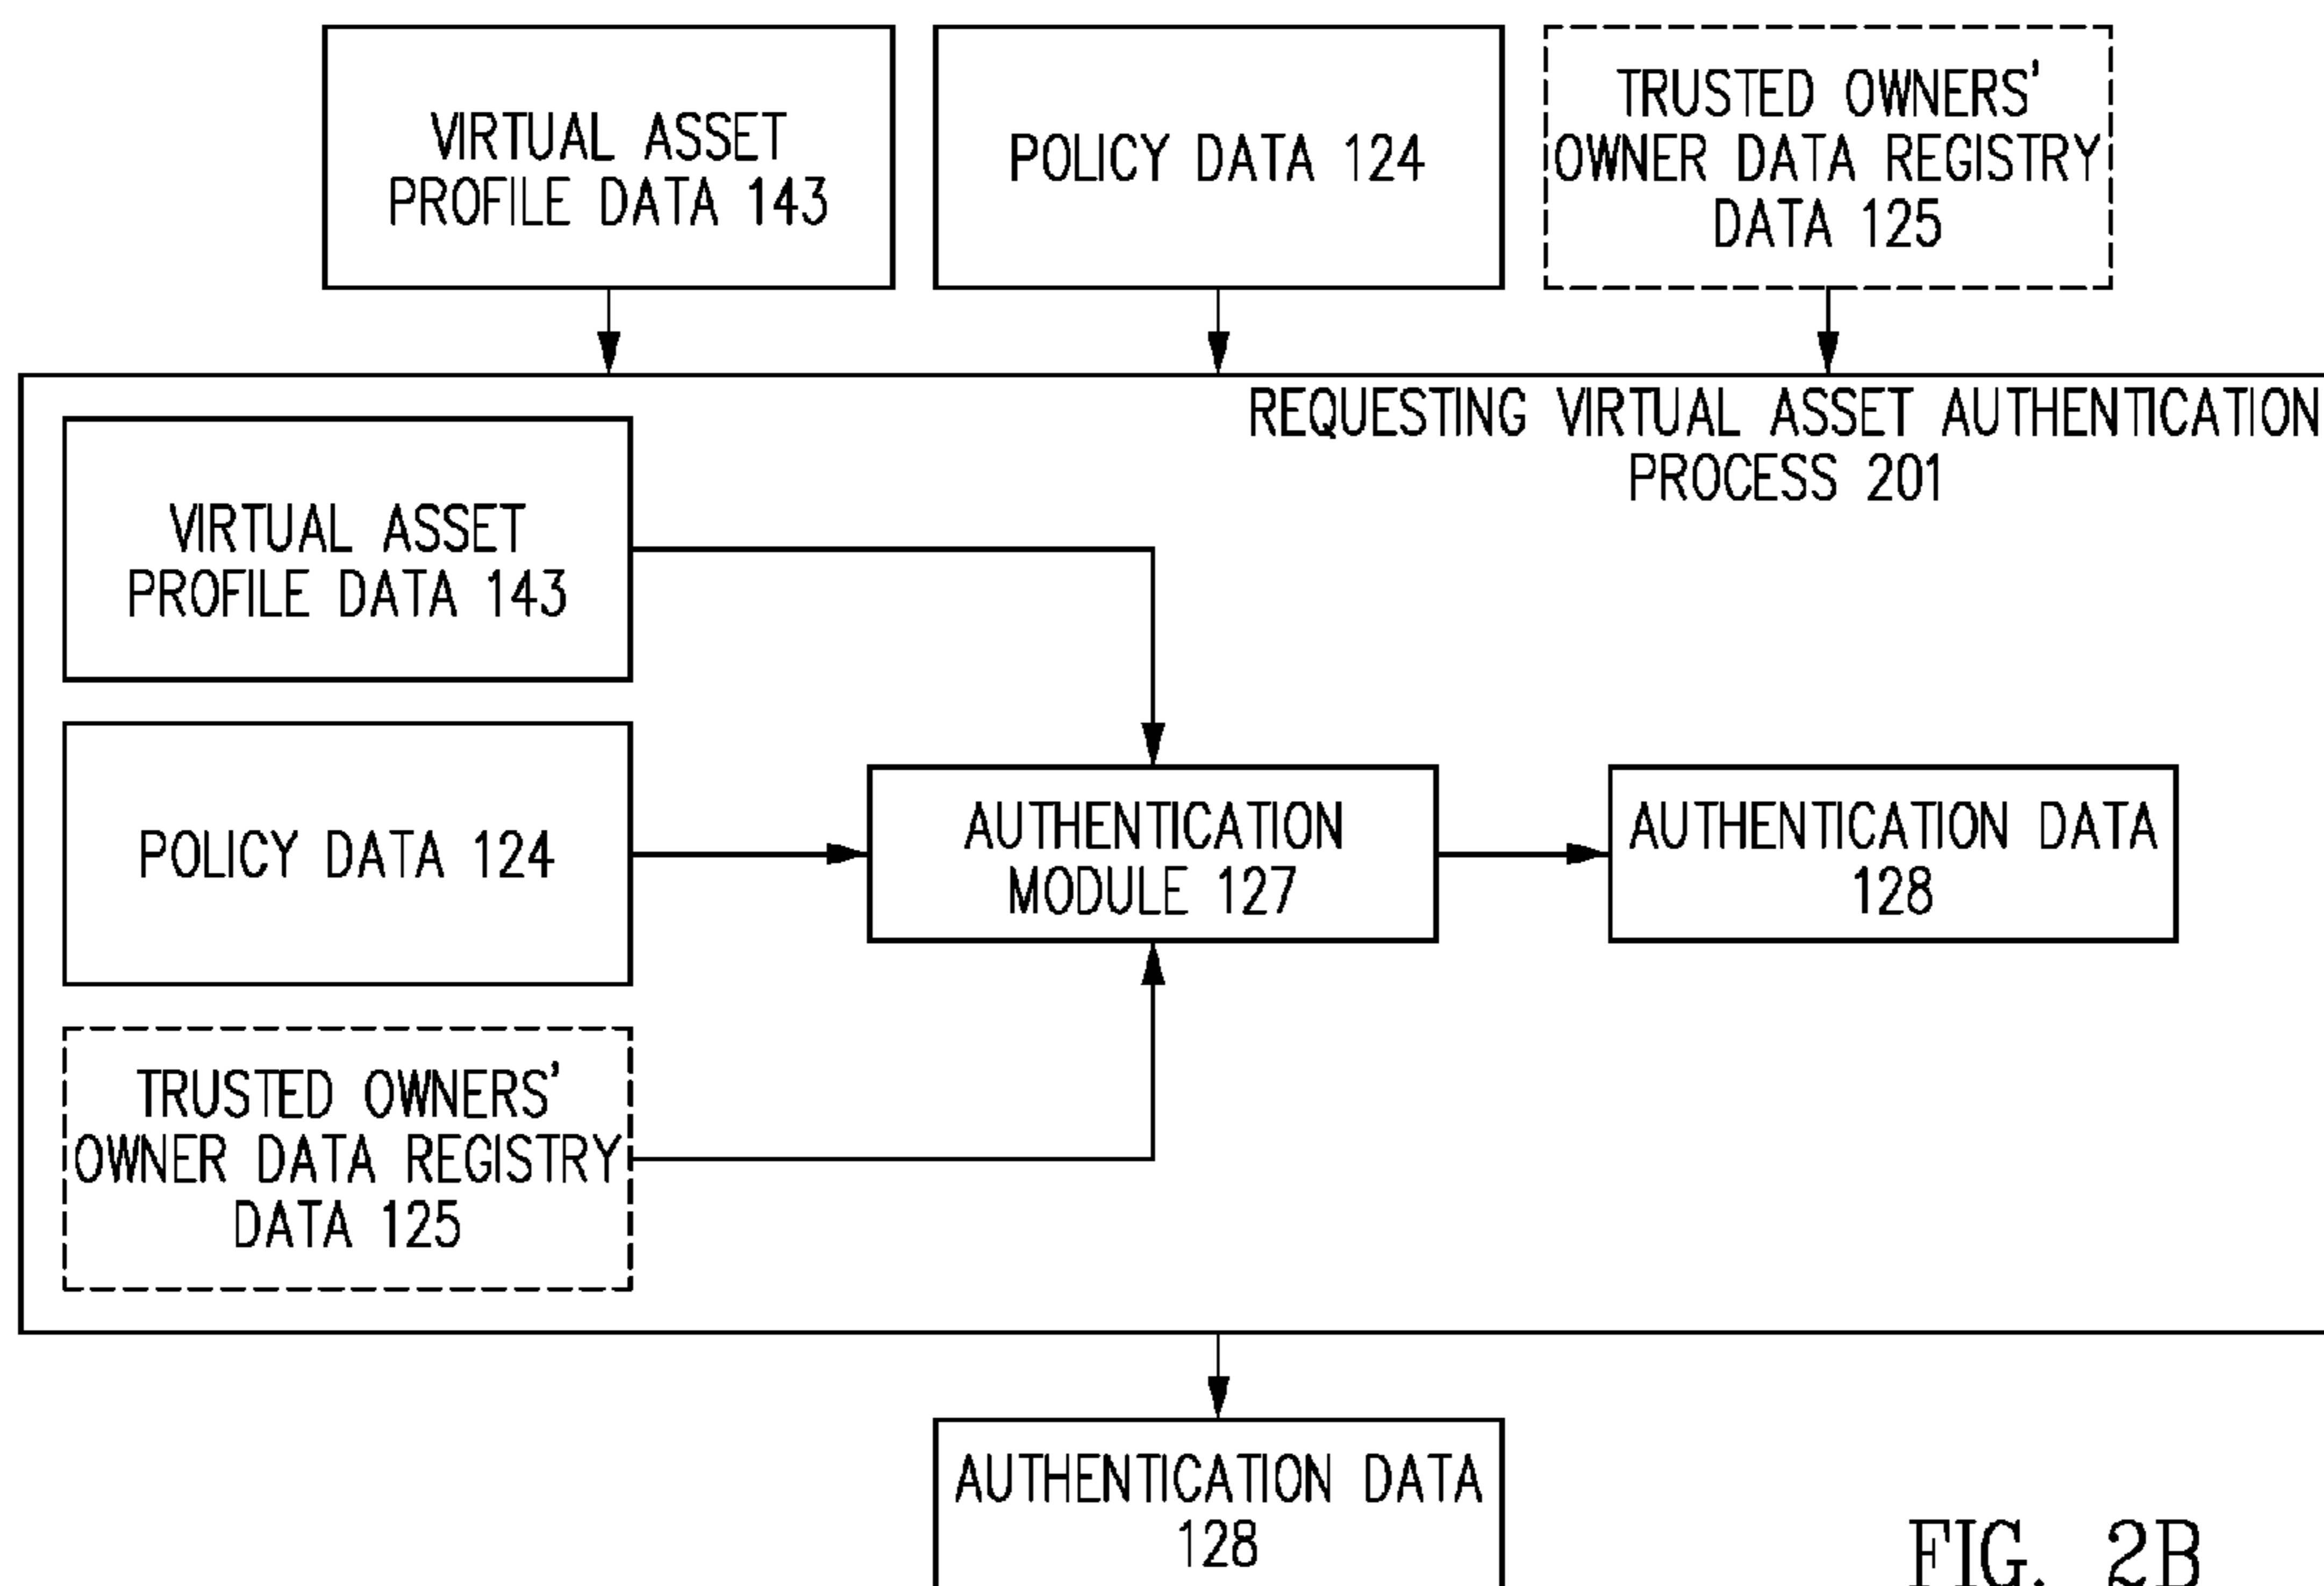 VIRTUAL ASSET
PROFILE DATA 143
POLICY DATA 124
TRUSTED OWNERS'
OWNER DATA REGISTRY
DATA 125
REQUESTING VIRTUAL ASSET AUTHENTICATION
PROCESS 201
VIRTUAL ASSET
PROFILE DATA 143
POLICY DATA 124
TRUSTED OWNERS'
OWNER DATA REGISTRY
DATA 125
AUTHENTICATION
MODULE 127
AUTHENTICATION DATA
128
AUTHENTICATION DATA
128
FIG. 2B